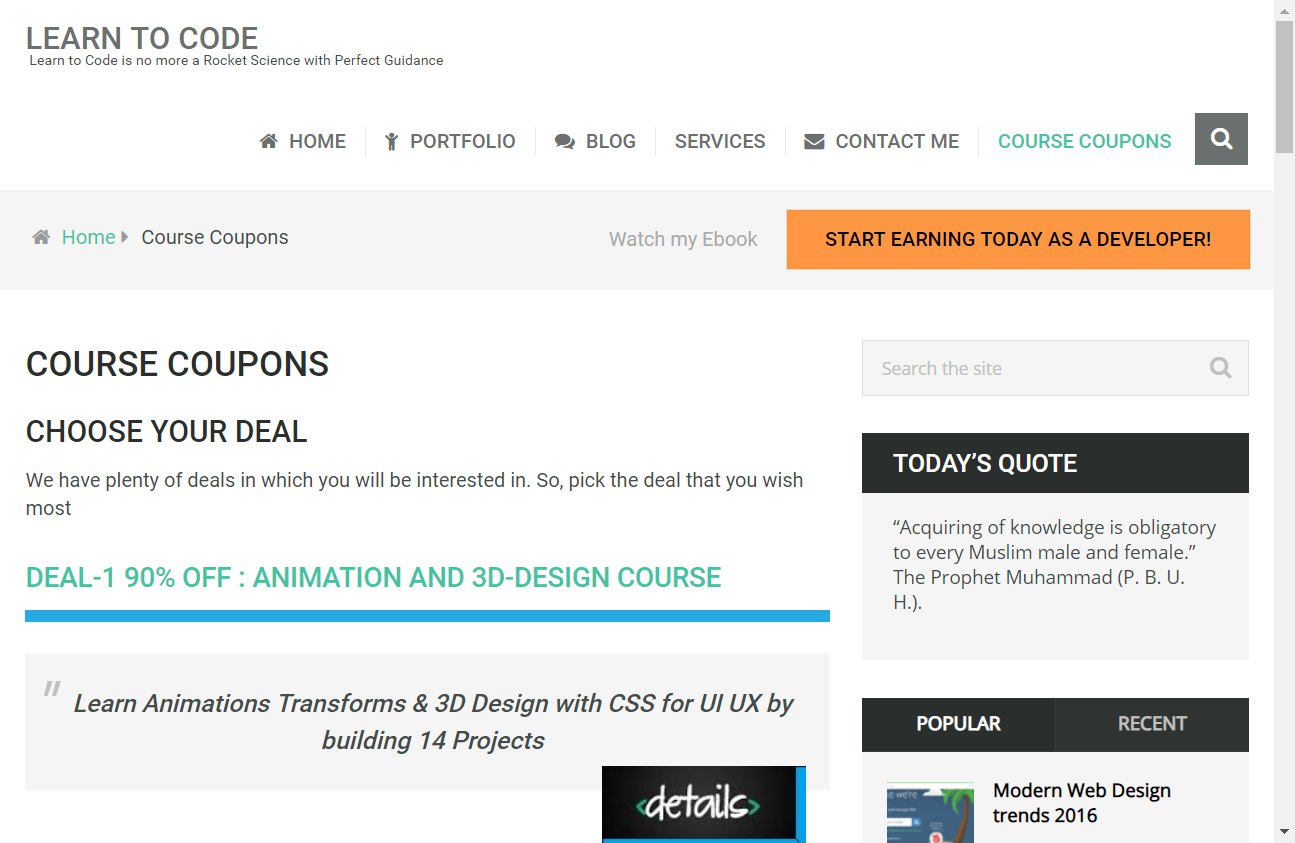 LEARN TO CODE
Learn to Code is no more a Rocket Science with Perfect Guidance
HOME PORTFOLIO BLOG SERVICES CONTACT ME COURSE COUPONS
Home Course Coupons
Watch my Ebook
START EARNING TODAY AS A DEVELOPER!
COURSE COUPONS
CHOOSE YOUR DEAL
We have plenty of deals in which you will be interested in. So, pick the deal that you wish
most
DEAL-1 90% OFF : ANIMATION AND 3D-DESIGN COURSE
" Learn Animations Transforms & 3D Design with CSS for UI UX by
building 14 Projects
<details>
Search the site
TODAY’S QUOTE
“Acquiring of knowledge is obligatory
to every Muslim male and female.”
The Prophet Muhammad (P. B. U.
H.).
POPULAR RECENT
Modern Web Design
trends 2016